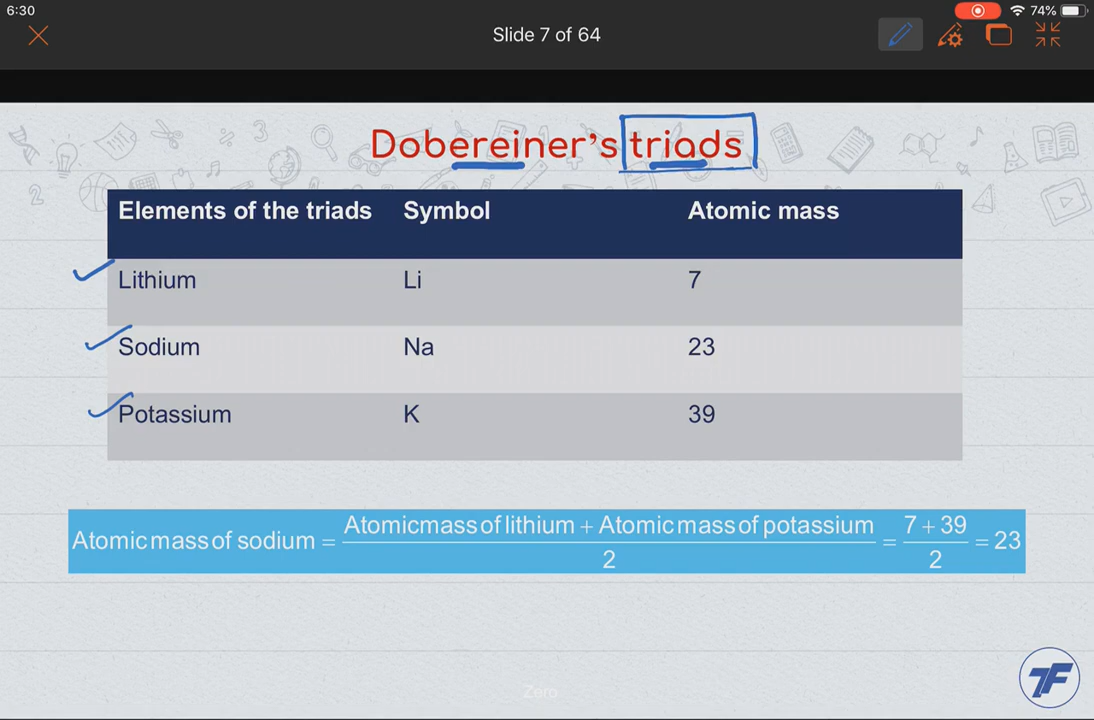 6:30
74%
Slide 7 of 64
Dobereiner's triads
Elements of the triads Symbol Atomic mass
Lithium Li 7
Sodium Na 23
Potassium K 39
Atomic mass of sodium = (Atomic mass of lithium + Atomic mass of potassium)/2 = (7 + 39)/2 = 23
Zero
TF